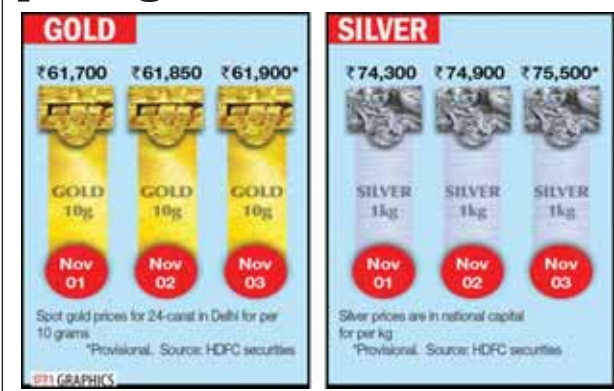 GOLD
₹61,700 ₹61,850 ₹61,900*
GOLD GOLD GOLD
10g 10g 10g
Nov Nov Nov
01 02 03
Spot gold prices for 24-carat in Delhi for per
10 grams
*Provisional. Source: HDFC securities
GRAPHICS
SILVER
₹74,300 ₹74,900 ₹75,500*
SILVER SILVER SILVER
1kg 1kg 1kg
Nov Nov Nov
01 02 03
Silver prices are in national capital
for per kg
*Provisional. Source: HDFC securities